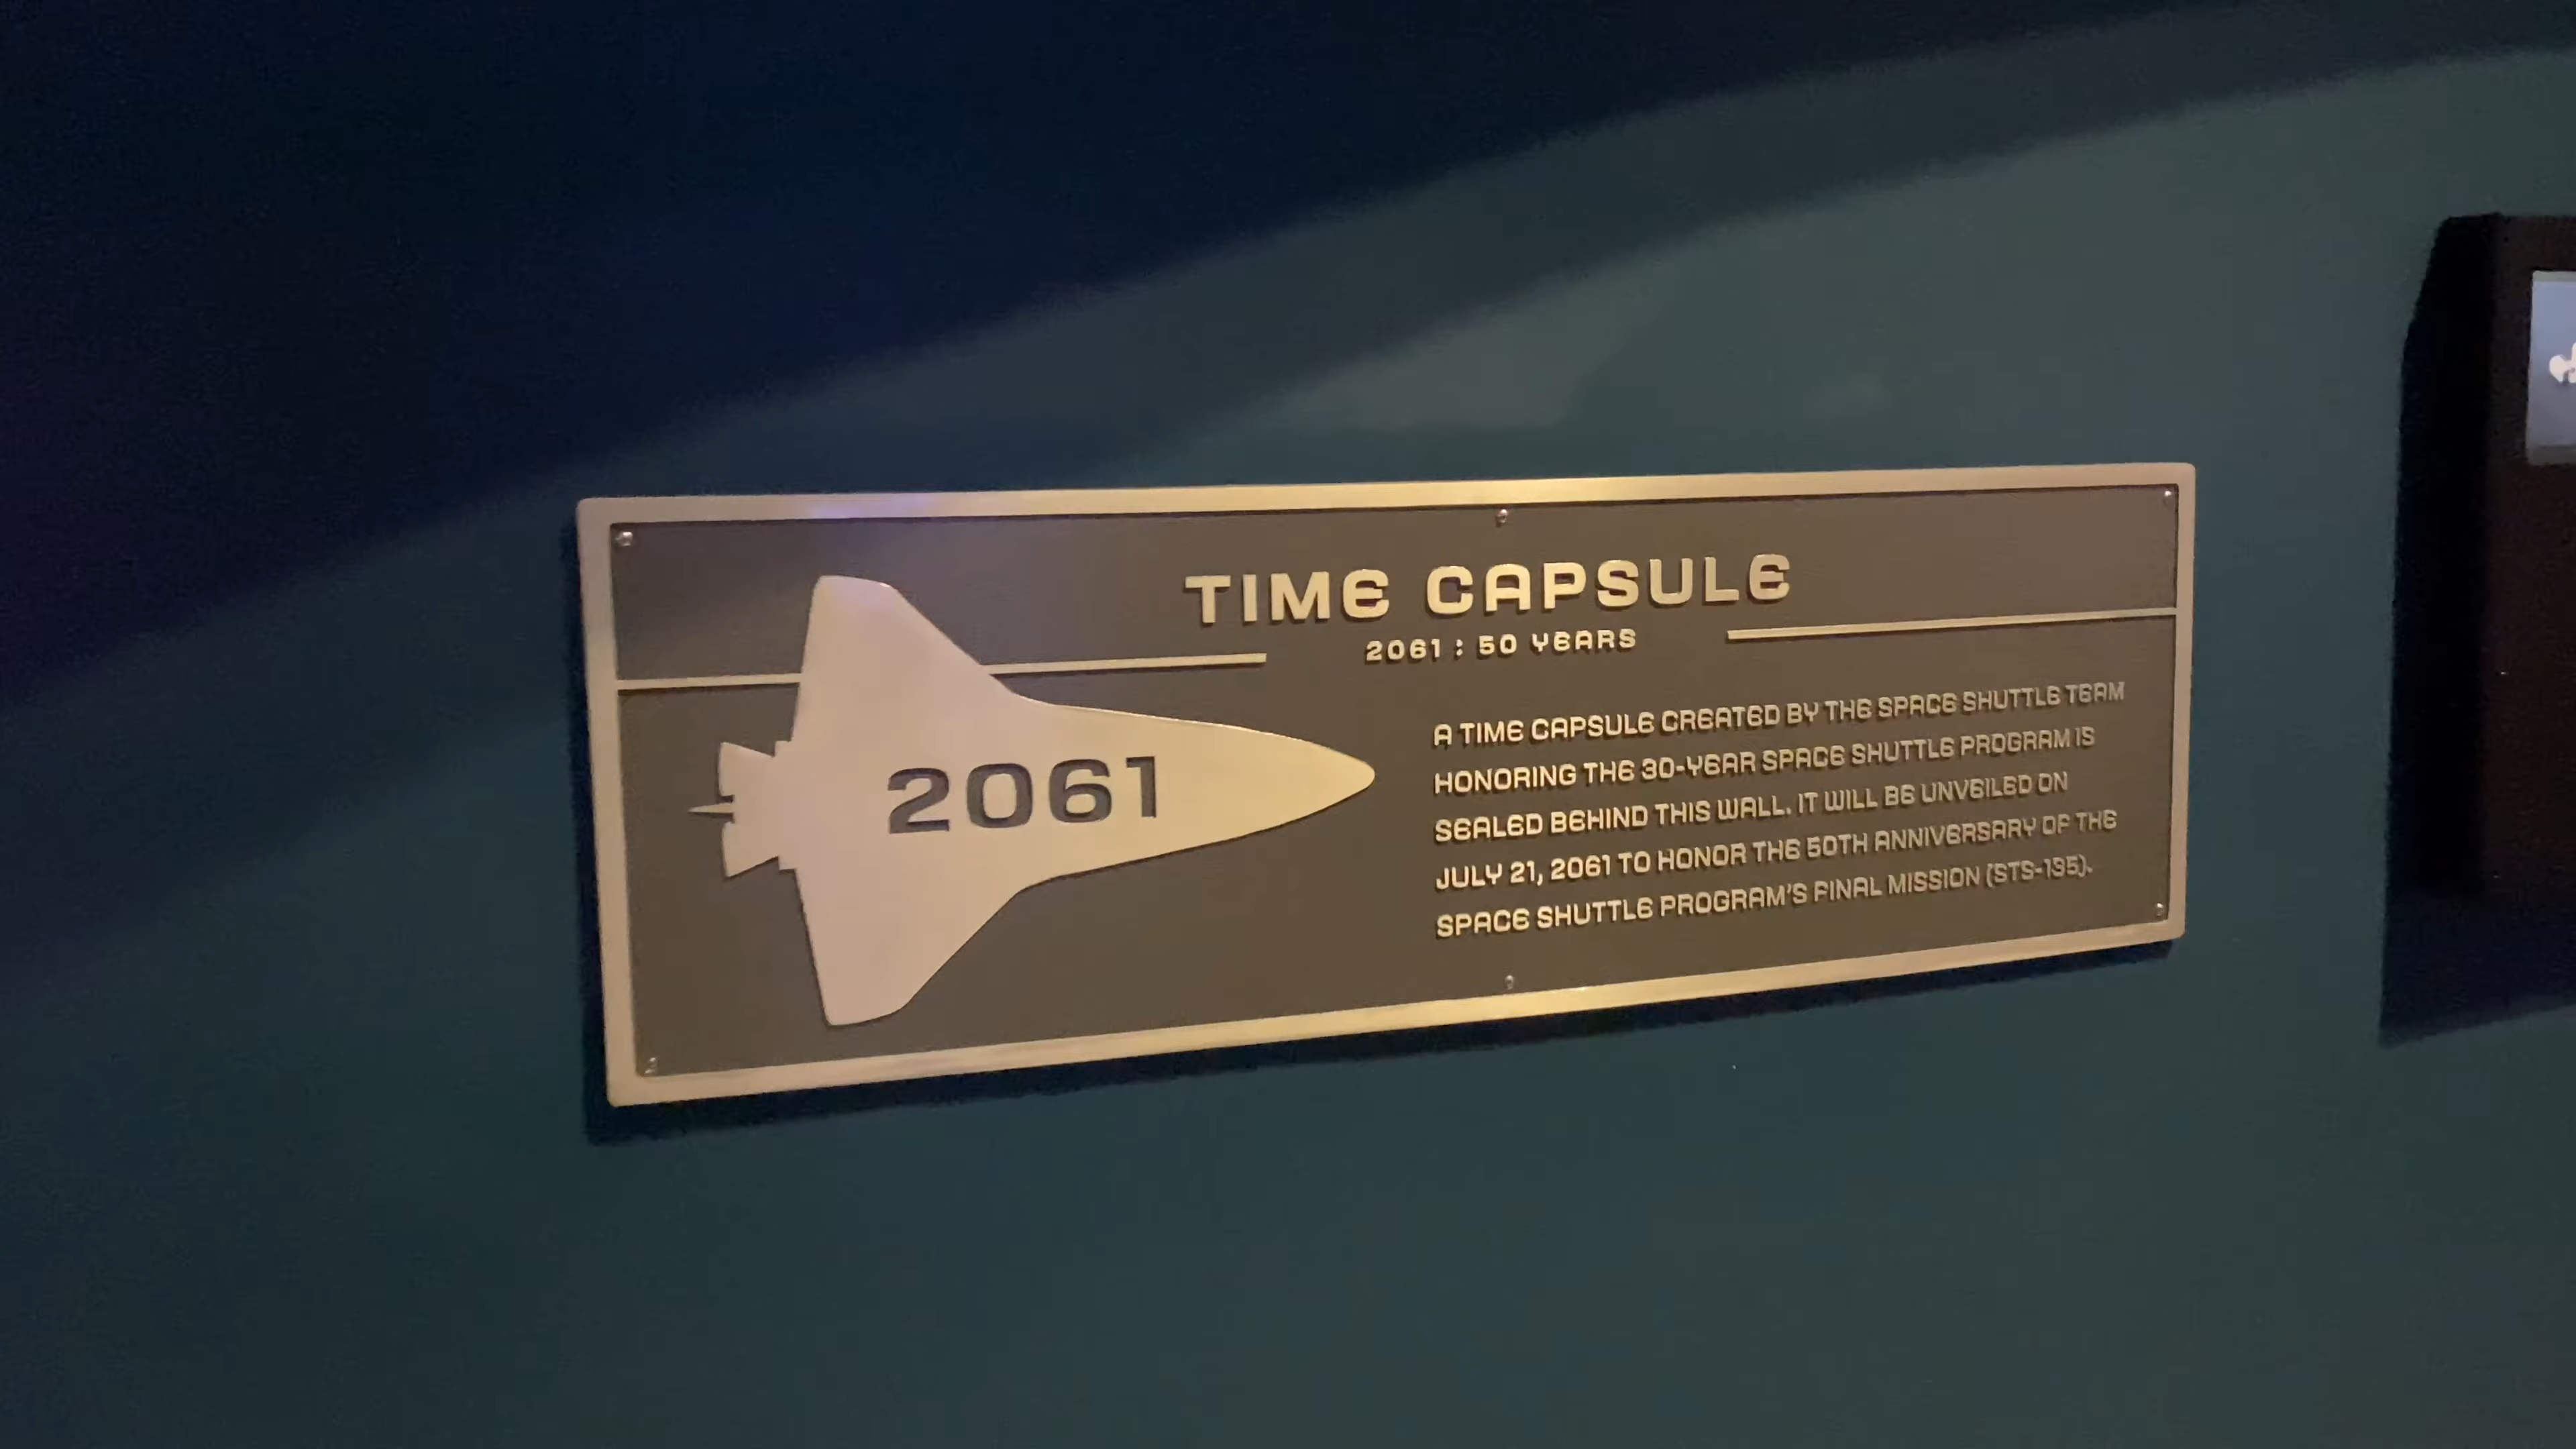 TIME CAPSULE
2061 : 50 YEARS
2061
A TIME CAPSULE CREATED BY THE SPACE SHUTTLE TEAM
HONORING THE 30-YEAR SPACE SHUTTLE PROGRAM IS
SEALED BEHIND THIS WALL. IT WILL BE UNVEILED ON
JULY 21, 2061 TO HONOR THE 50TH ANNIVERSARY OF THE
SPACE SHUTTLE PROGRAM'S FINAL MISSION (STS-135).